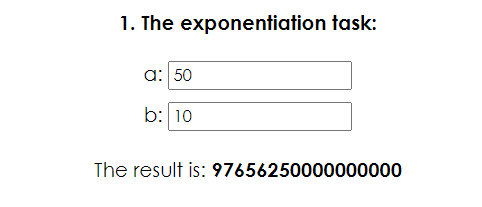 1. The exponentiation task:
a: 50
b: 10
The result is: 97656250000000000